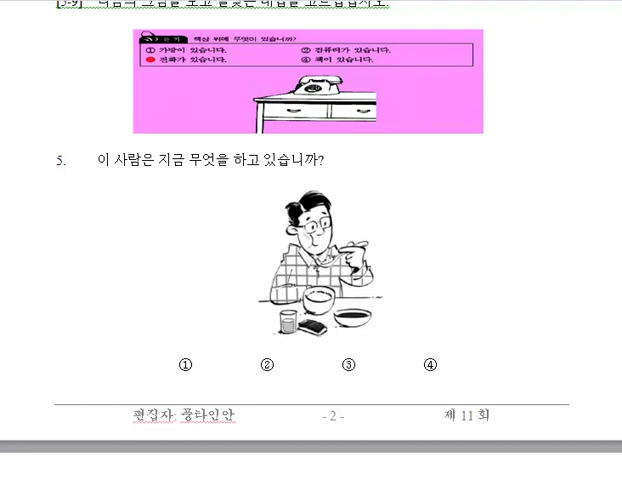 [5-9] 다음의 그림을 보고 알맞은 대답을 고르십시오.
보 기 책상 위에 무엇이 있습니까?
① 가방이 있습니다. ② 컴퓨터가 있습니다.
전화가 있습니다. ④ 책이 있습니다.
5. 이 사람은 지금 무엇을 하고 있습니까?
① ② ③ ④
편집자: 풍타인안 - 2 - 제 11 회